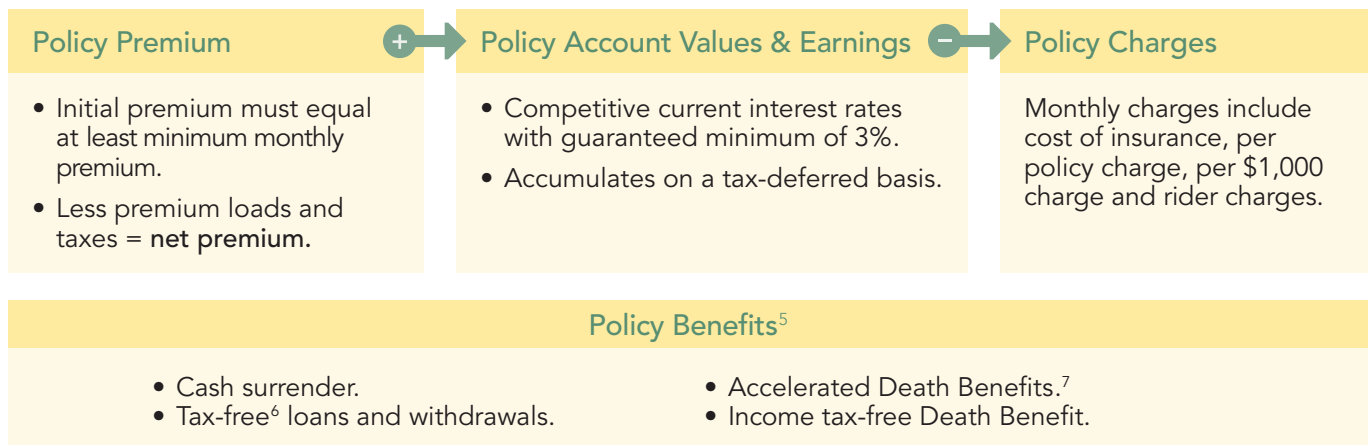 Policy Premium
+
Policy Account Values & Earnings
−
Policy Charges
• Initial premium must equal
at least minimum monthly
premium.
• Less premium loads and
taxes = net premium.
• Competitive current interest rates
with guaranteed minimum of 3%.
• Accumulates on a tax-deferred basis.
Monthly charges include
cost of insurance, per
policy charge, per $1,000
charge and rider charges.
Policy Benefits⁵
• Cash surrender.
• Tax-free⁶ loans and withdrawals.
• Accelerated Death Benefits.⁷
• Income tax-free Death Benefit.